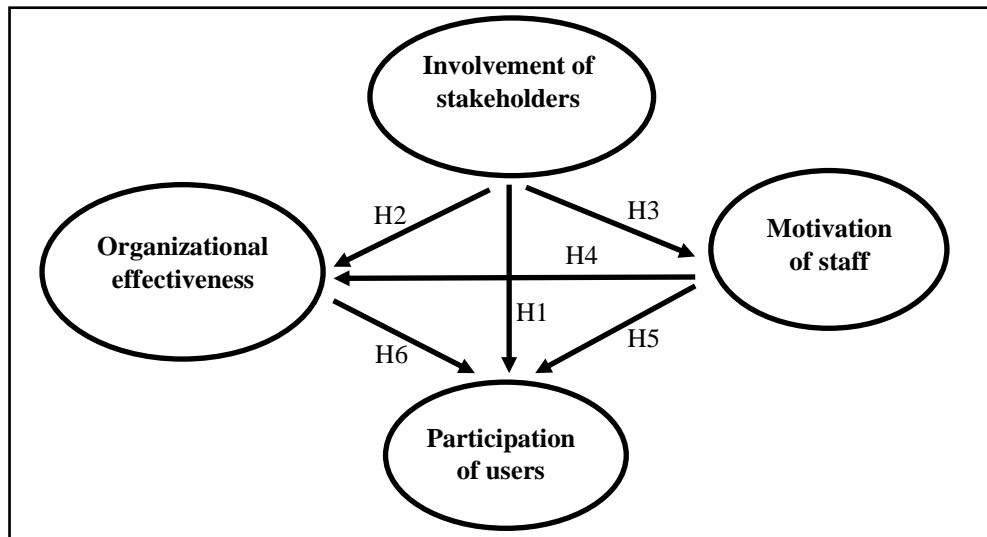 Involvement of
stakeholders
H2
H3
Organizational
effectiveness
Motivation
of staff
H4
H1
H6
H5
Participation
of users